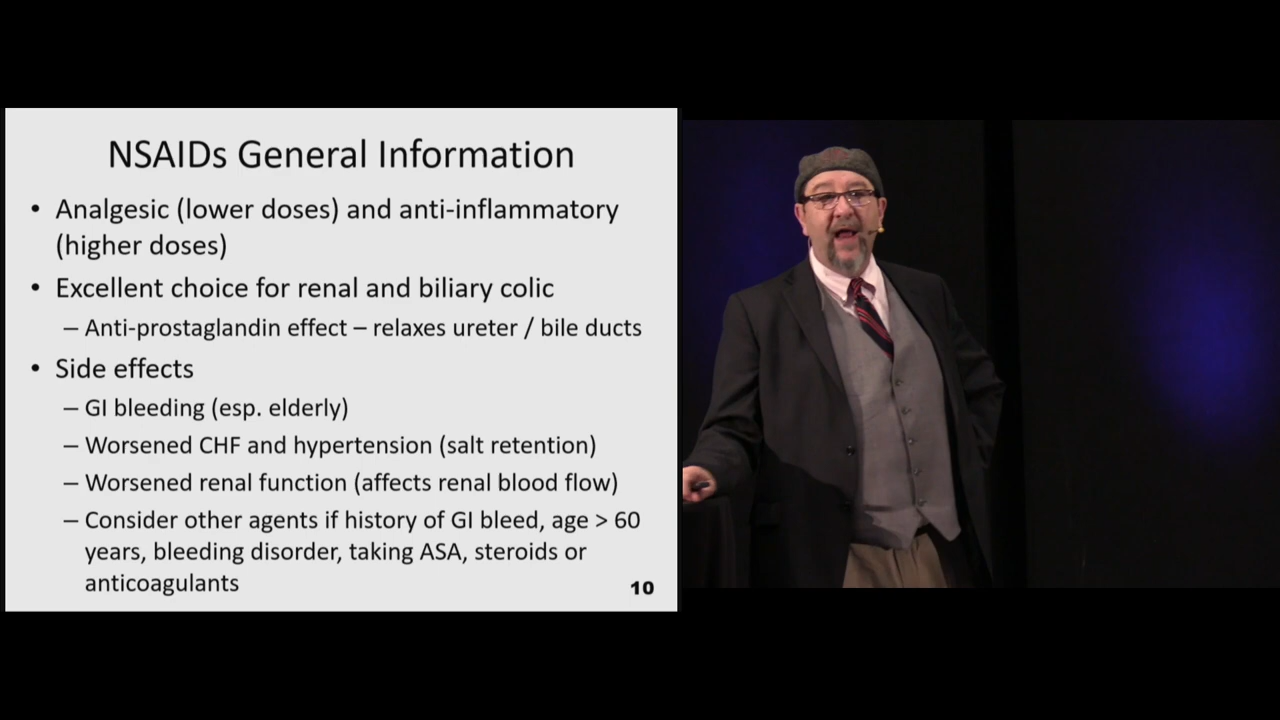 NSAIDs General Information
• Analgesic (lower doses) and anti-inflammatory
(higher doses)
• Excellent choice for renal and biliary colic
– Anti-prostaglandin effect – relaxes ureter / bile ducts
• Side effects
– GI bleeding (esp. elderly)
– Worsened CHF and hypertension (salt retention)
– Worsened renal function (affects renal blood flow)
– Consider other agents if history of GI bleed, age > 60
years, bleeding disorder, taking ASA, steroids or
anticoagulants
10